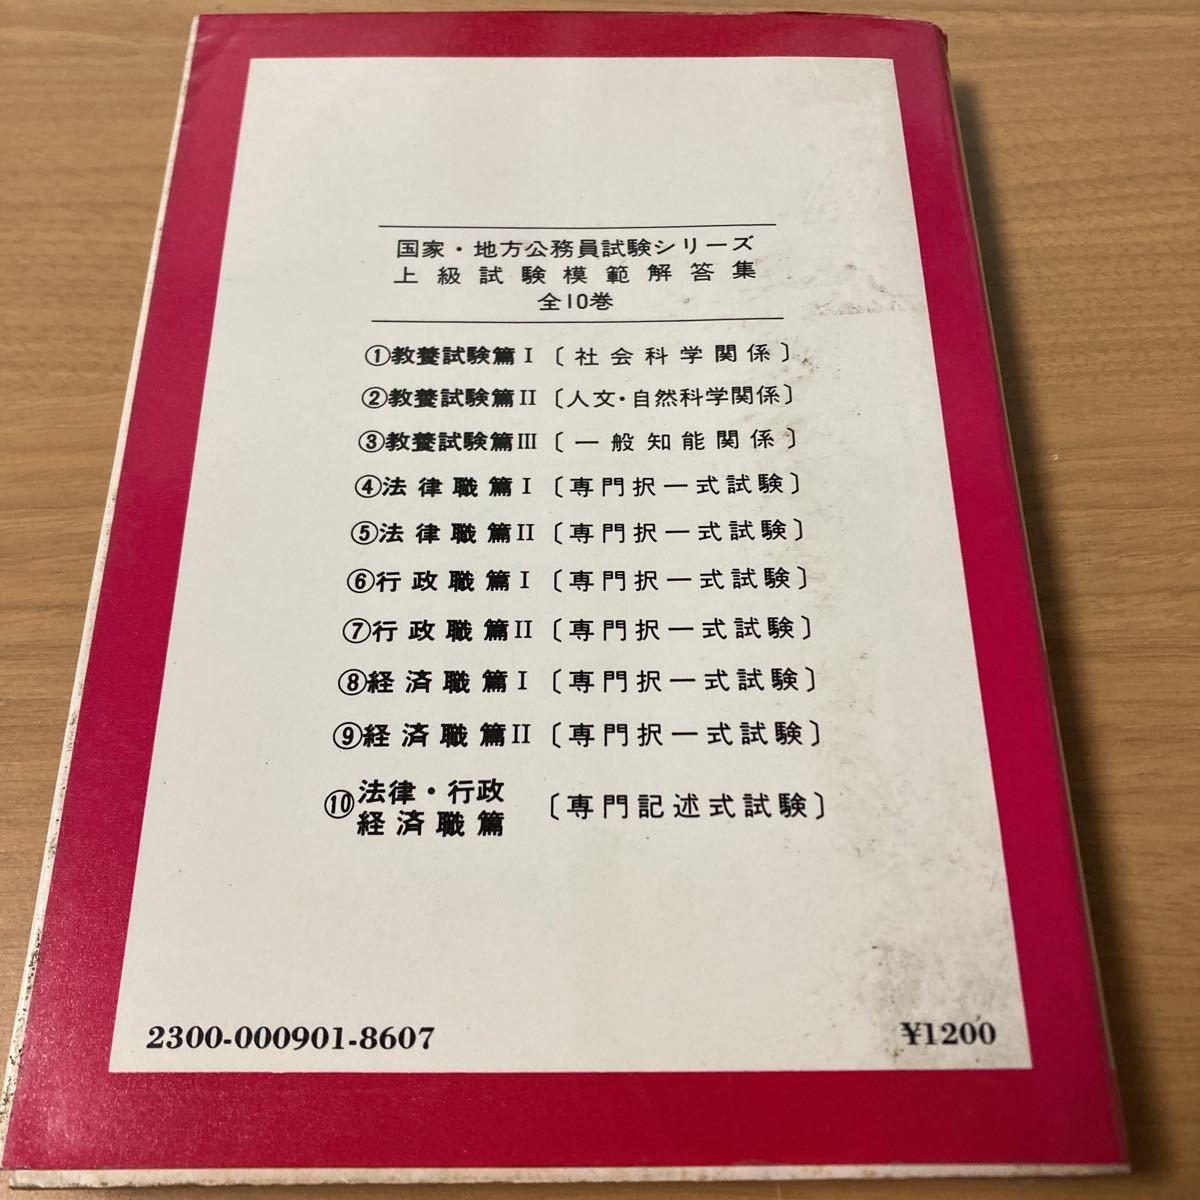 国家・地方公務員試験シリーズ
上級試験模範解答集
全10巻
①教養試験篇Ⅰ〔社会科学関係〕
②教養試験篇Ⅱ〔人文・自然科学関係〕
③教養試験篇Ⅲ〔一般知能関係〕
④法律職篇Ⅰ〔専門択一式試験〕
⑤法律職篇Ⅱ〔専門択一式試験〕
⑥行政職篇Ⅰ〔専門択一式試験〕
⑦行政職篇Ⅱ〔専門択一式試験〕
⑧経済職篇Ⅰ〔専門択一式試験〕
⑨経済職篇Ⅱ〔専門択一式試験〕
⑩法律・行政
経済職篇〔専門記述式試験〕
2300-000901-8607
¥1200